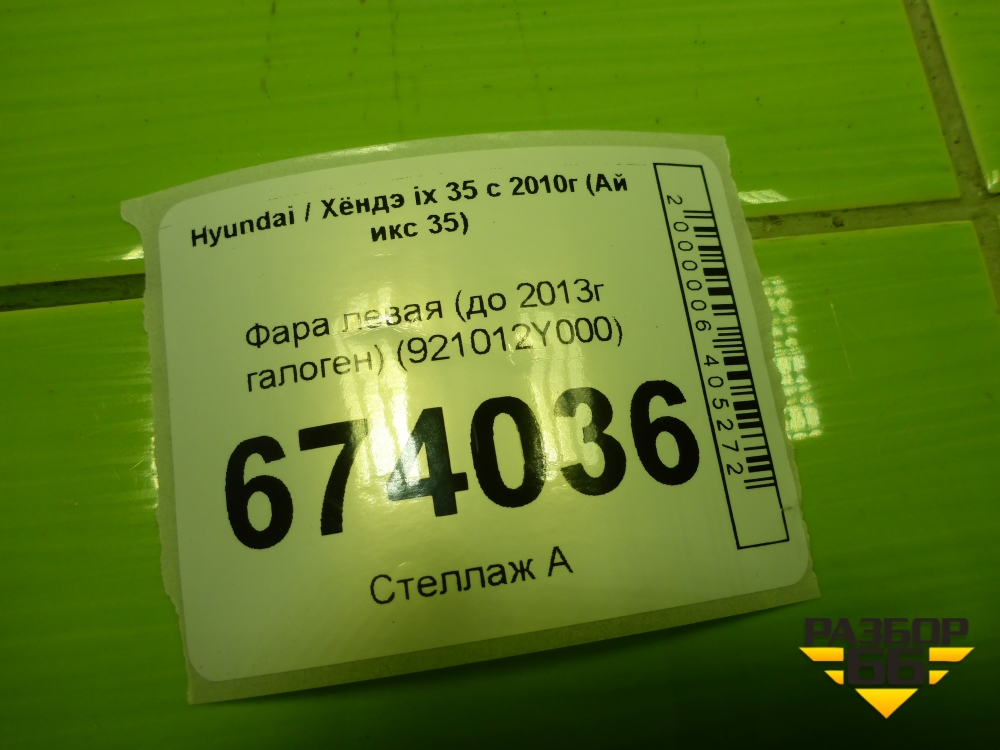 Hyundai / Хёндэ ix 35 с 2010г (Ай
икс 35)
Фара левая (до 2013г
галоген) (921012Y000)
674036
Стеллаж А
2000006405272
РАЗБОР
66